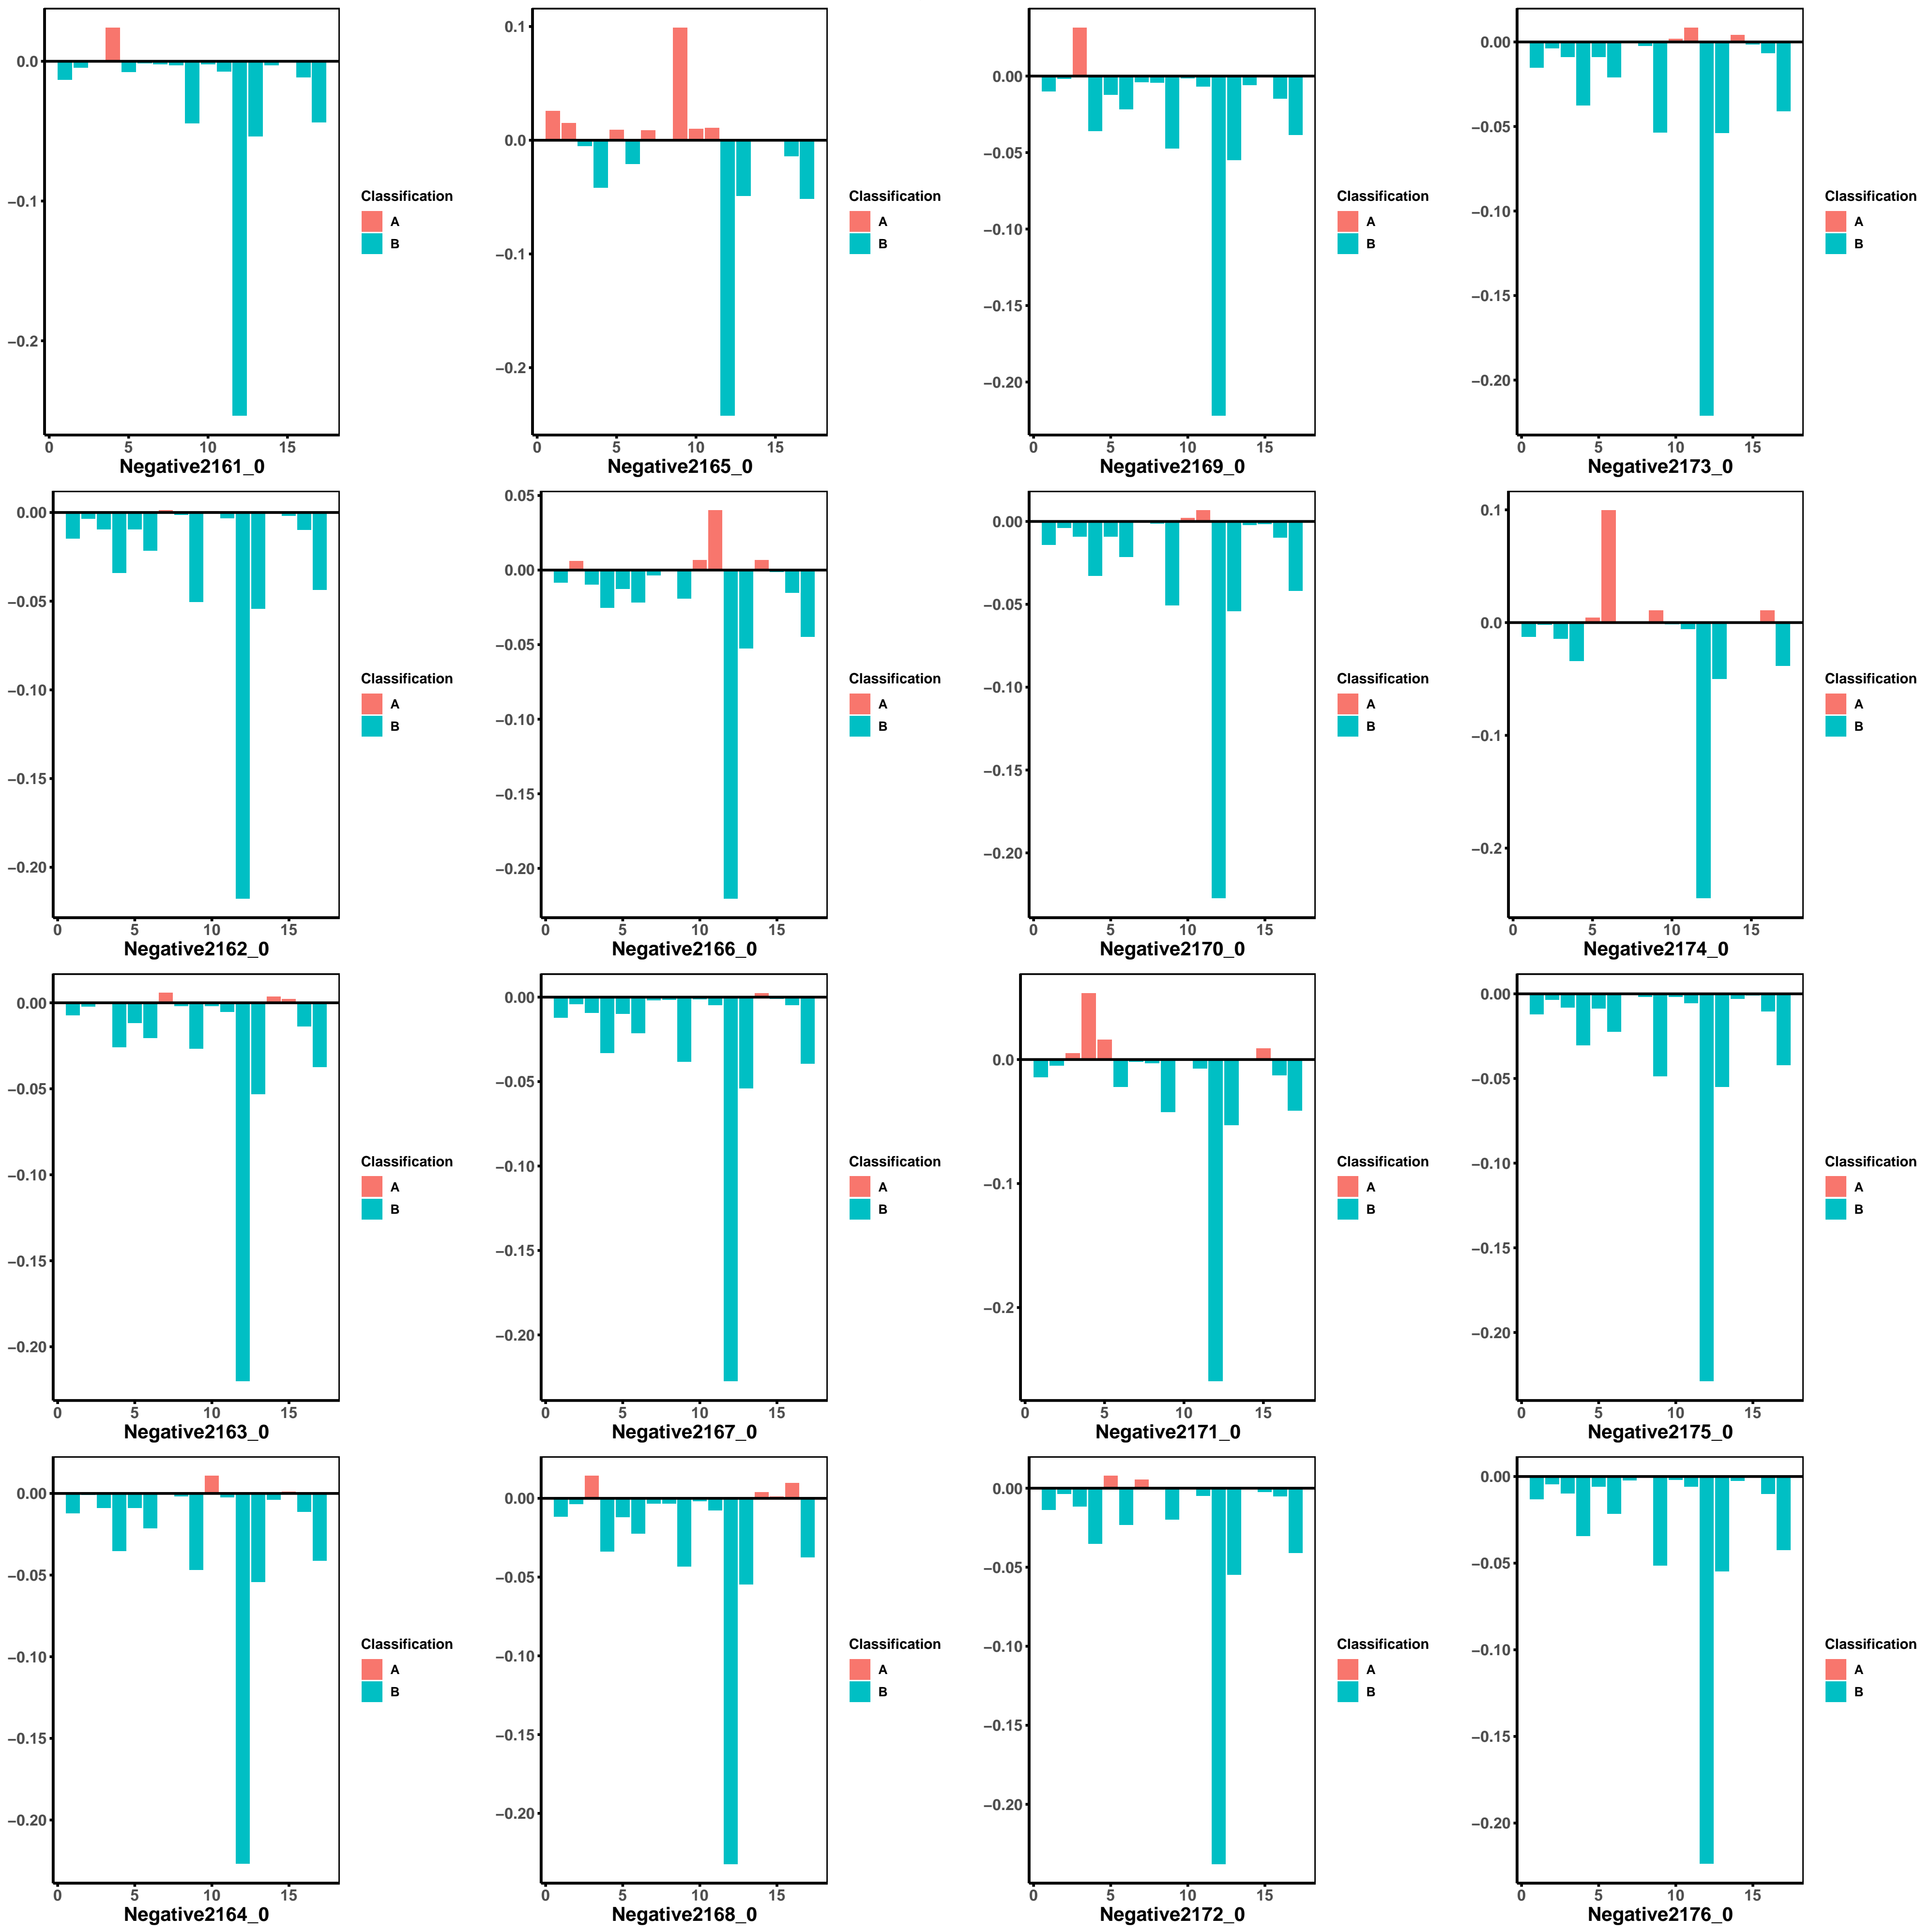 0.0
−0.1
−0.2
0 5 10 15
Negative2161_0
Classification
A
B
0.1
0.0
−0.1
−0.2
0 5 10 15
Negative2165_0
Classification
A
B
0.00
−0.05
−0.10
−0.15
−0.20
0 5 10 15
Negative2169_0
Classification
A
B
0.00
−0.05
−0.10
−0.15
−0.20
0 5 10 15
Negative2173_0
Classification
A
B
0.00
−0.05
−0.10
−0.15
−0.20
0 5 10 15
Negative2162_0
Classification
A
B
0.05
0.00
−0.05
−0.10
−0.15
−0.20
0 5 10 15
Negative2166_0
Classification
A
B
0.00
−0.05
−0.10
−0.15
−0.20
0 5 10 15
Negative2170_0
Classification
A
B
0.1
0.0
−0.1
−0.2
0 5 10 15
Negative2174_0
Classification
A
B
0.00
−0.05
−0.10
−0.15
−0.20
0 5 10 15
Negative2163_0
Classification
A
B
0.00
−0.05
−0.10
−0.15
−0.20
0 5 10 15
Negative2167_0
Classification
A
B
0.0
−0.1
−0.2
0 5 10 15
Negative2171_0
Classification
A
B
0.00
−0.05
−0.10
−0.15
−0.20
0 5 10 15
Negative2175_0
Classification
A
B
0.00
−0.05
−0.10
−0.15
−0.20
0 5 10 15
Negative2164_0
Classification
A
B
0.00
−0.05
−0.10
−0.15
−0.20
0 5 10 15
Negative2168_0
Classification
A
B
0.00
−0.05
−0.10
−0.15
−0.20
0 5 10 15
Negative2172_0
Classification
A
B
0.00
−0.05
−0.10
−0.15
−0.20
0 5 10 15
Negative2176_0
Classification
A
B